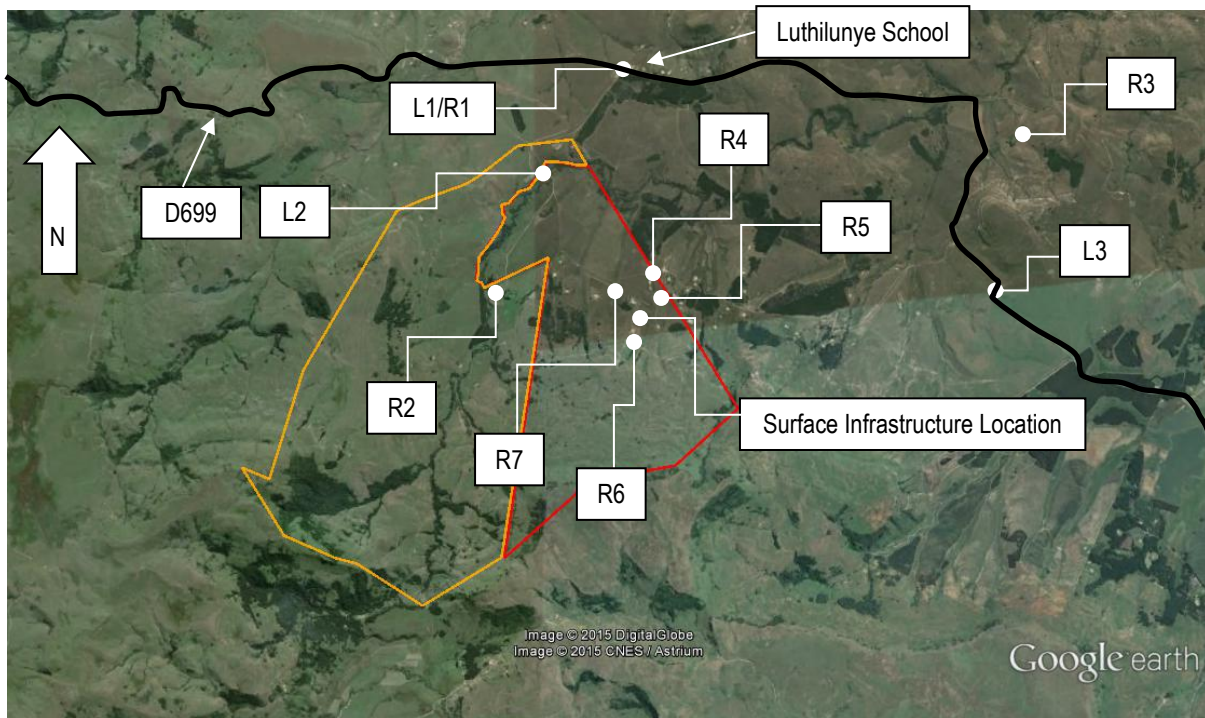 Luthilunye School
L1/R1
R3
R4
D699
L2
R5
N
L3
R2
R7
R6
Surface Infrastructure Location
Image © 2015 DigitalGlobe
Image © 2015 CNES / Astrium
Google earth